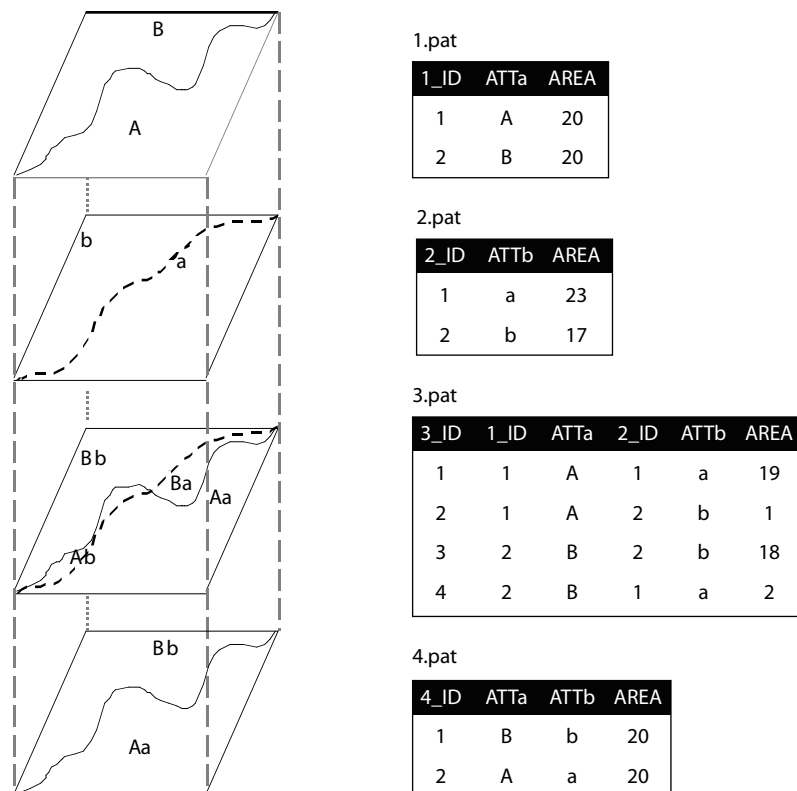 B
A
b
a
Bb
Ba
Aa
Ab
Bb
Aa
1.pat
1_ID ATTa AREA
1 A 20
2 B 20
2.pat
2_ID ATTb AREA
1 a 23
2 b 17
3.pat
3_ID 1_ID ATTa 2_ID ATTb AREA
1 1 A 1 a 19
2 1 A 2 b 1
3 2 B 2 b 18
4 2 B 1 a 2
4.pat
4_ID ATTa ATTb AREA
1 B b 20
2 A a 20